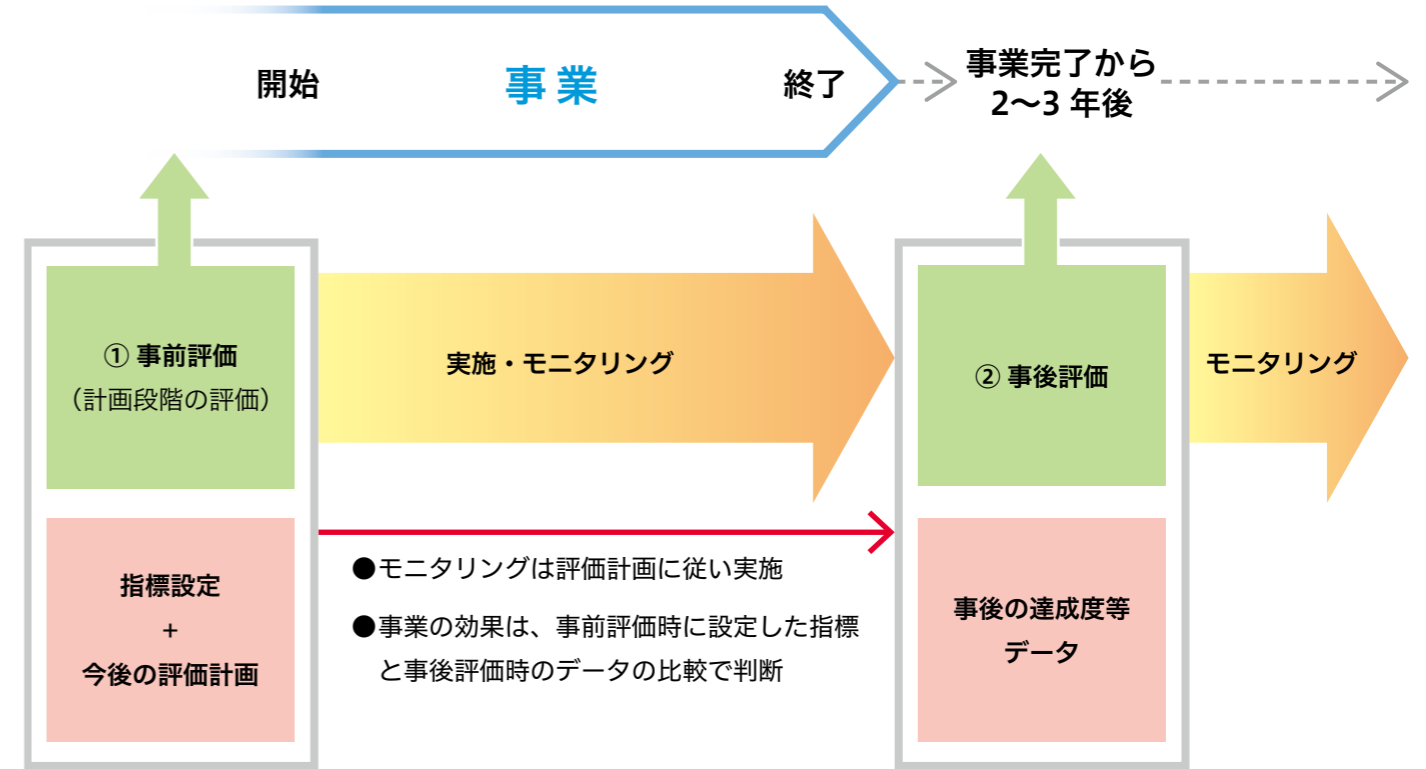 開始
事業
終了
事業完了から
2〜3 年後
① 事前評価
（計画段階の評価）
実施・モニタリング
② 事後評価
モニタリング
指標設定
+
今後の評価計画
●モニタリングは評価計画に従い実施
●事業の効果は、事前評価時に設定した指標
と事後評価時のデータの比較で判断
事後の達成度等
データ